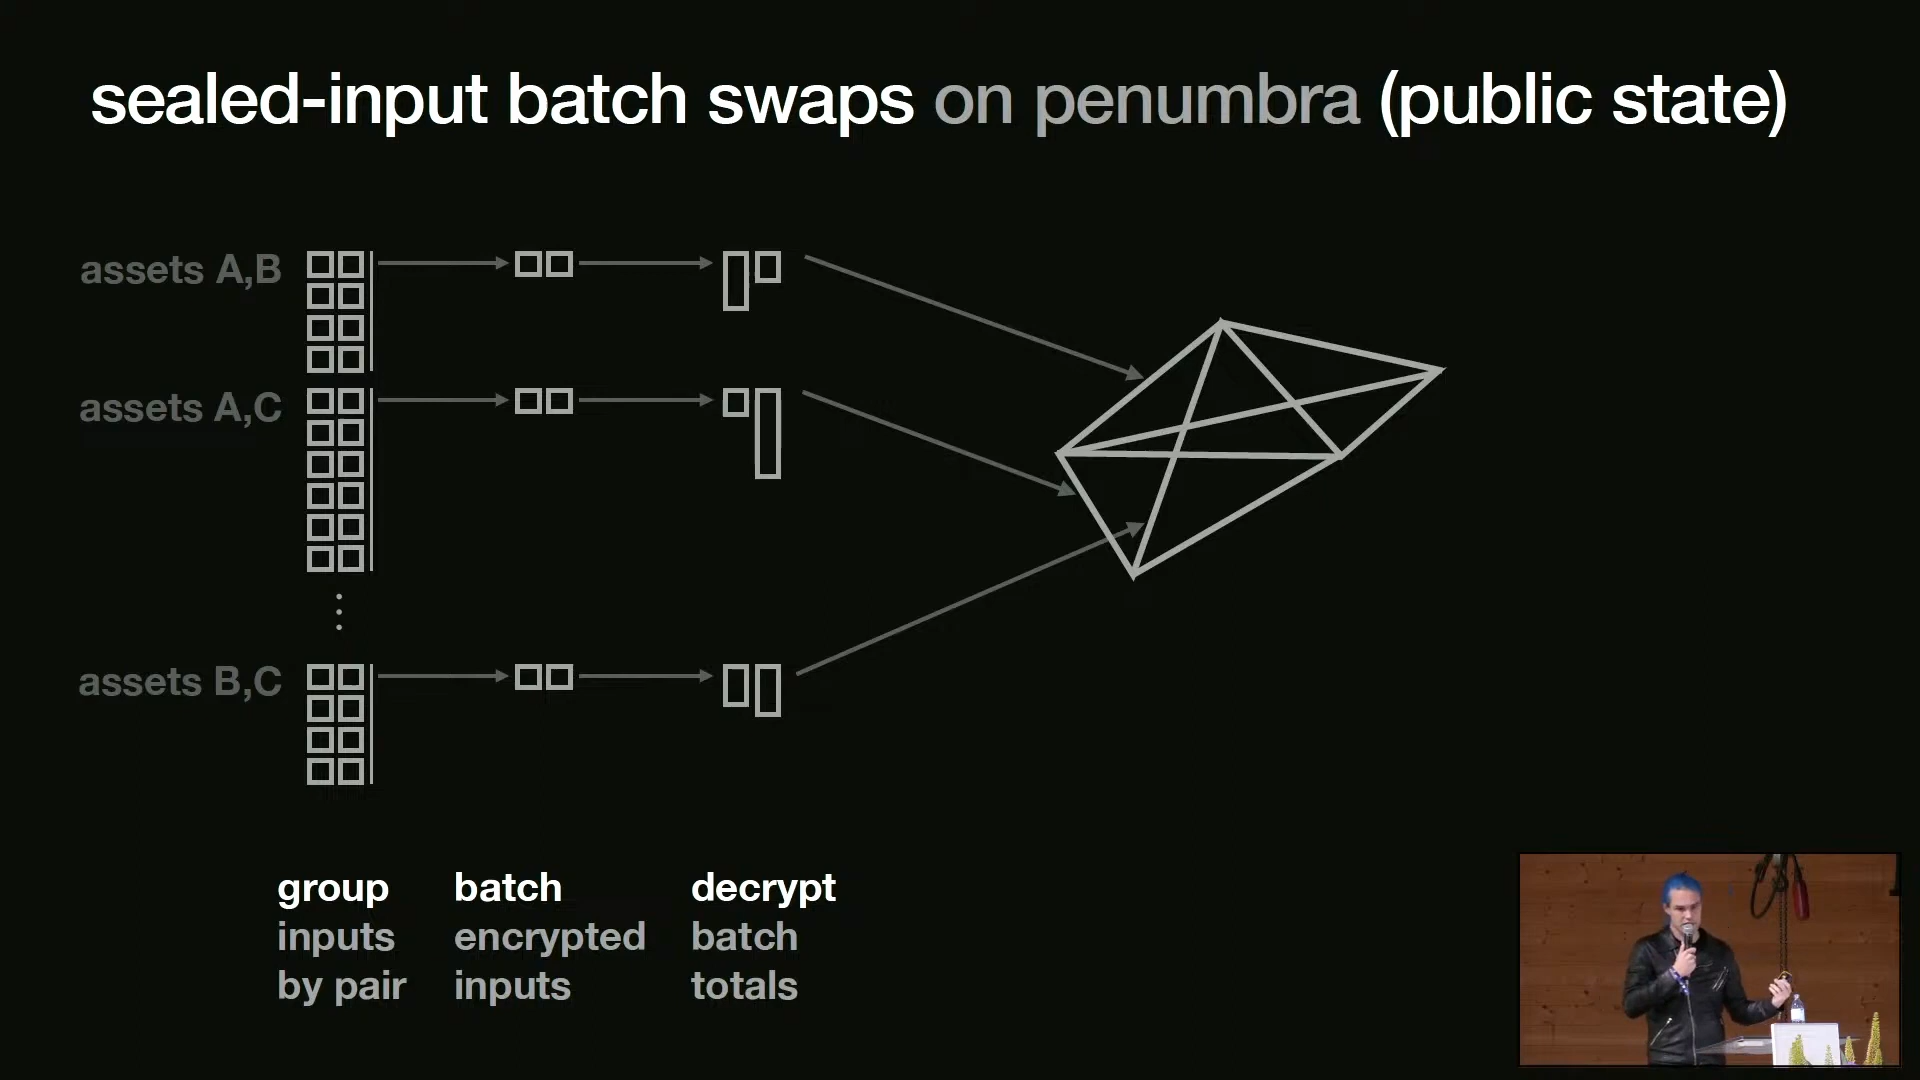 sealed-input batch swaps on penumbra (public state)
assets A,B
assets A,C
assets B,C
group
inputs
by pair
batch
encrypted
inputs
decrypt
batch
totals